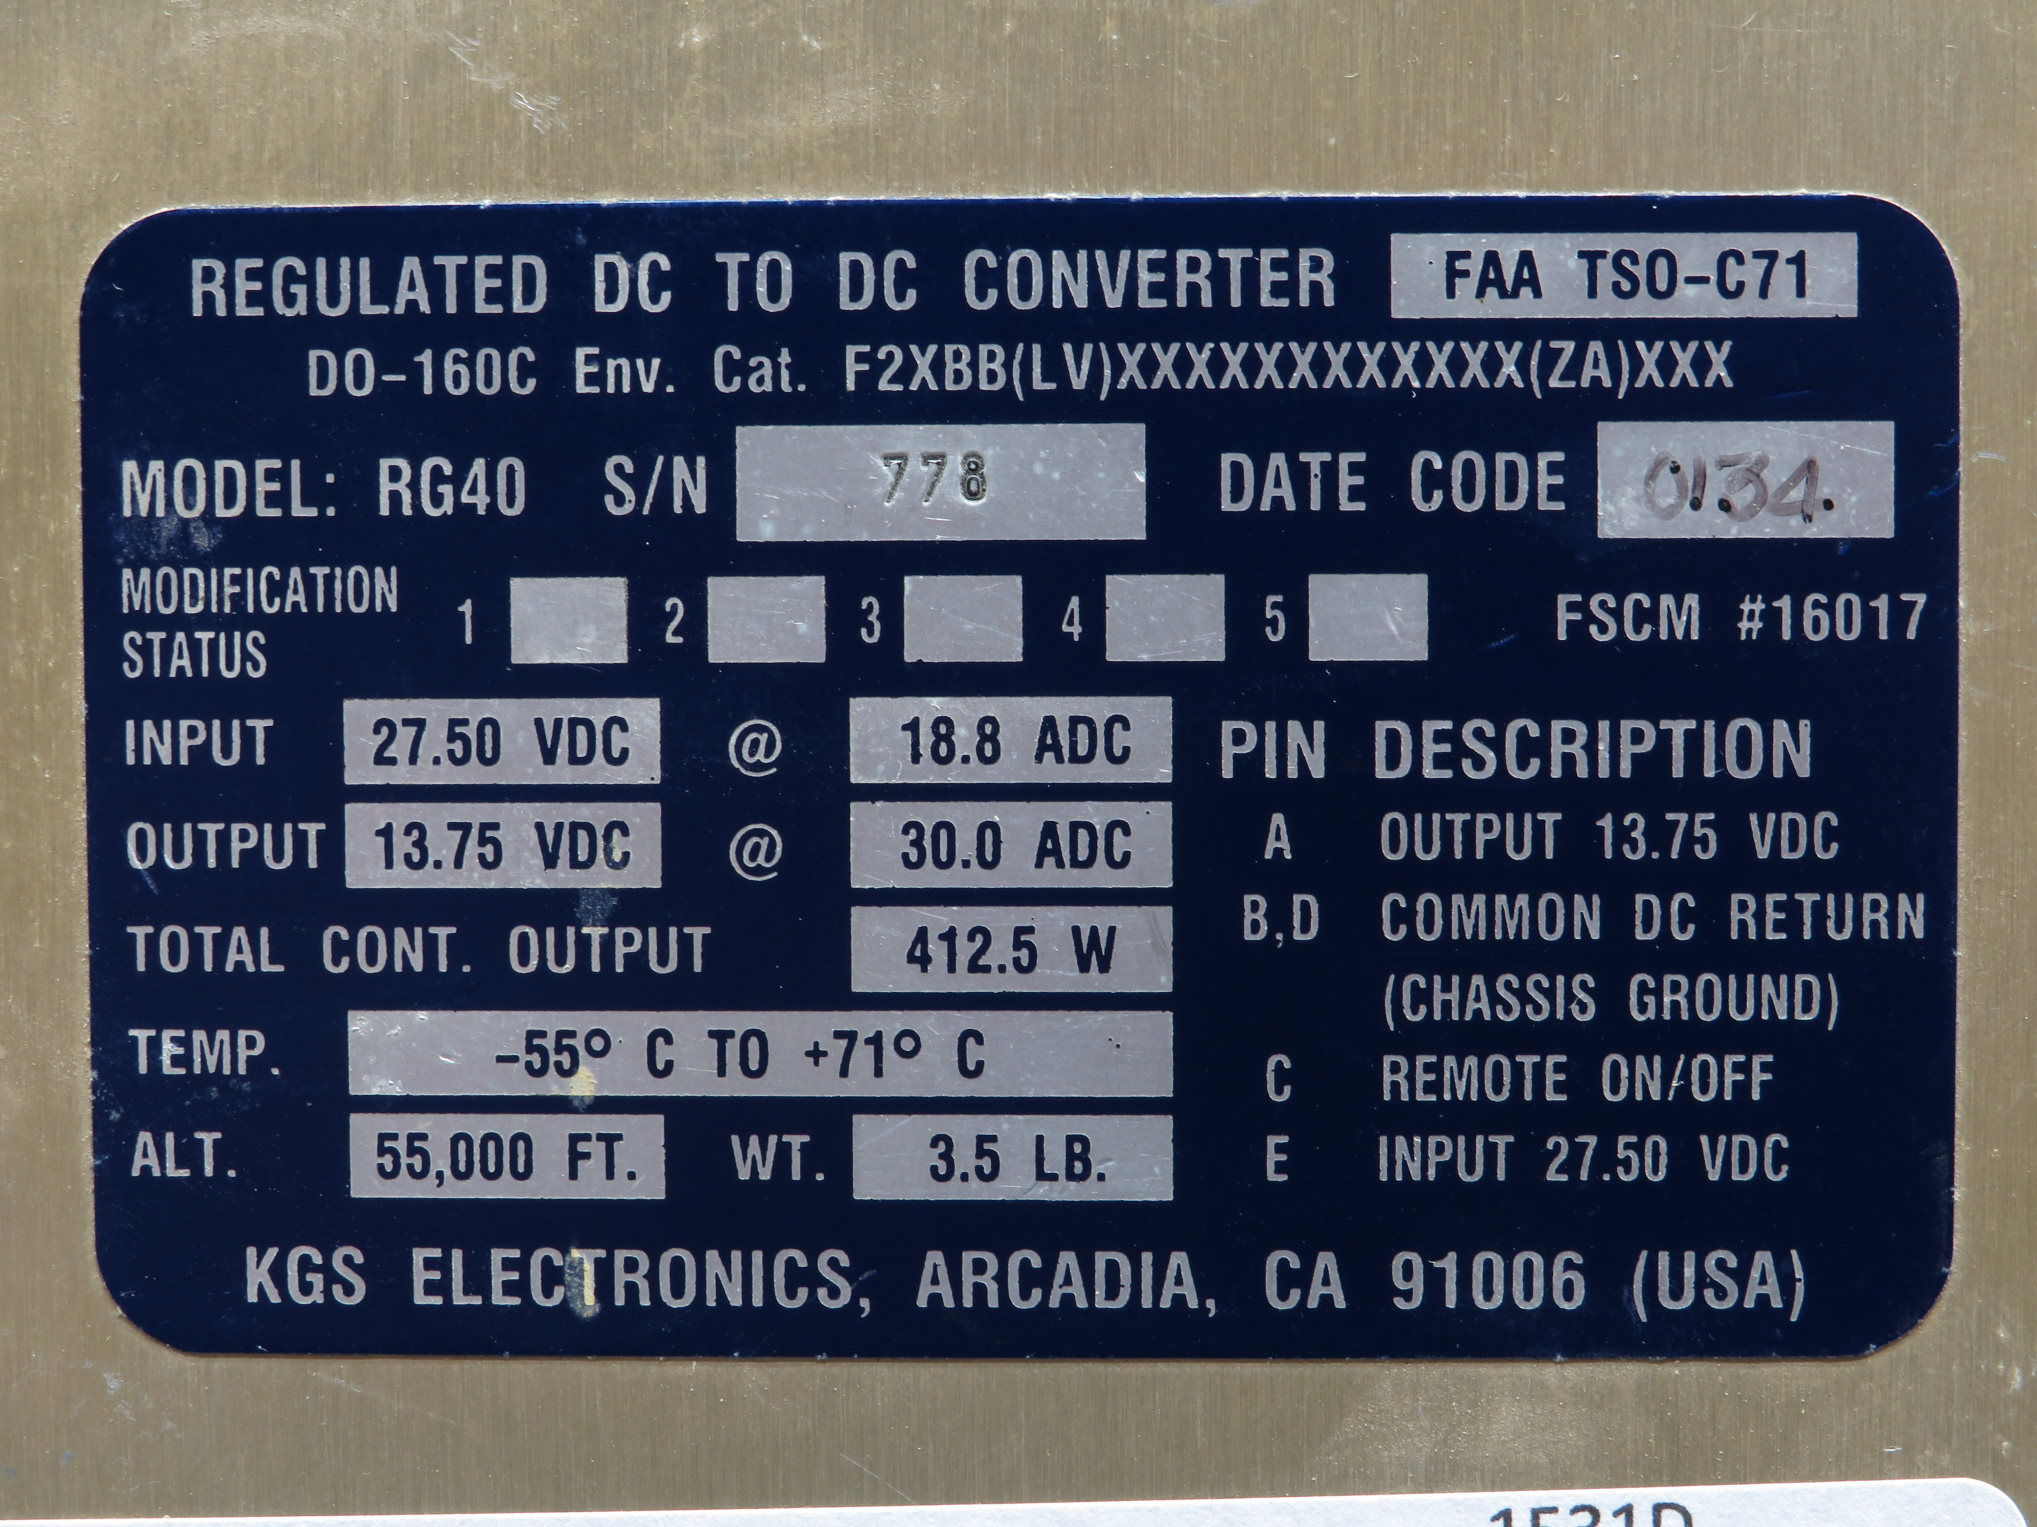 REGULATED DC TO DC CONVERTER FAA TSO-C71
DO-160C Env. Cat. F2XBB(LV)XXXXXXXXXXXX(ZA)XXX
MODEL: RG40 S/N 778 DATE CODE 0134
MODIFICATION STATUS 1 2 3 4 5 FSCM #16017
INPUT 27.50 VDC @ 18.8 ADC
OUTPUT 13.75 VDC @ 30.0 ADC
TOTAL CONT. OUTPUT 412.5 W
TEMP. -55° C TO +71° C
ALT. 55,000 FT. WT. 3.5 LB.
PIN DESCRIPTION
A OUTPUT 13.75 VDC
B,D COMMON DC RETURN
(CHASSIS GROUND)
C REMOTE ON/OFF
E INPUT 27.50 VDC
KGS ELECTRONICS, ARCADIA, CA 91006 (USA)